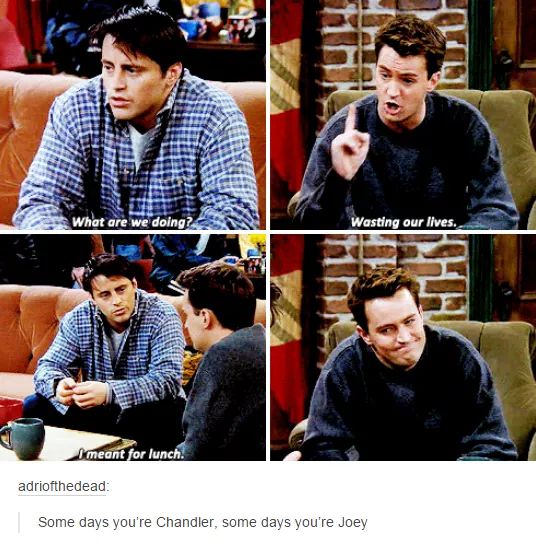 What are we doing?
Wasting our lives.
I meant for lunch.
adriofthedead:
Some days you're Chandler, some days you're Joey